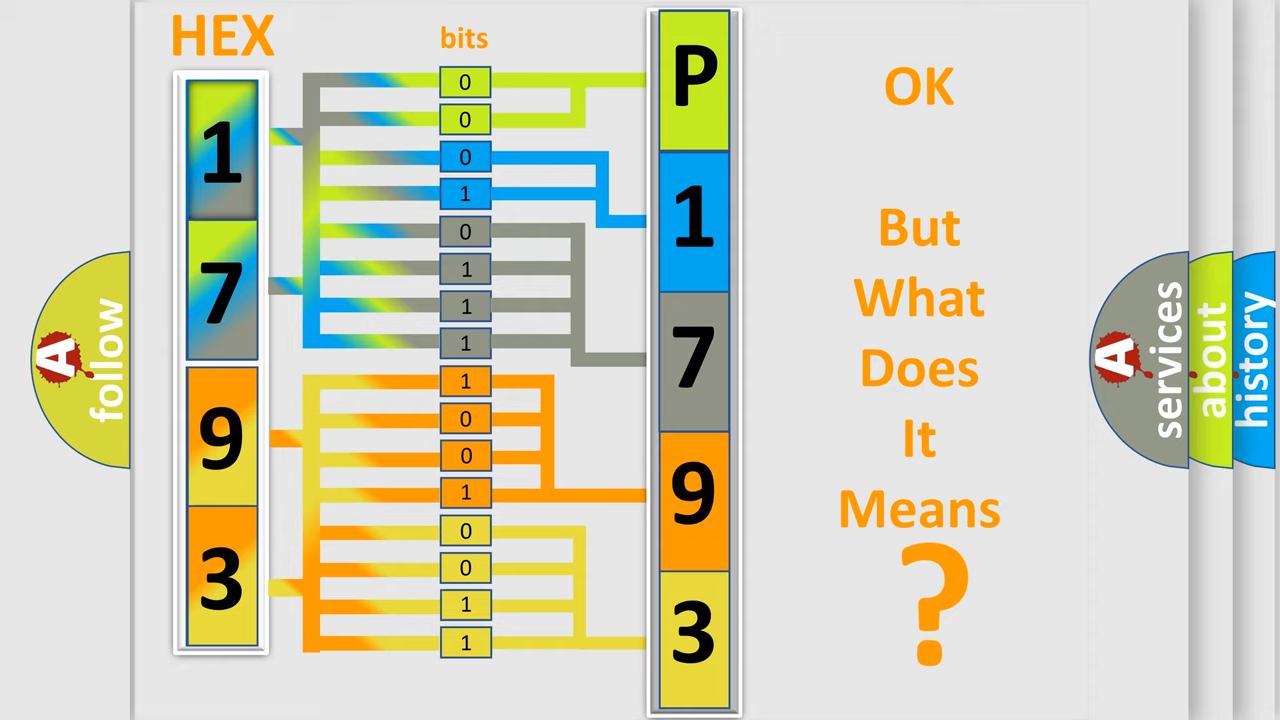 HEX
bits
1
7
9
3
0
0
0
1
0
1
1
1
1
0
0
1
0
0
1
1
P
1
7
9
3
OK
But
What
Does
It
Means
?
A
follow
A
services
about
history